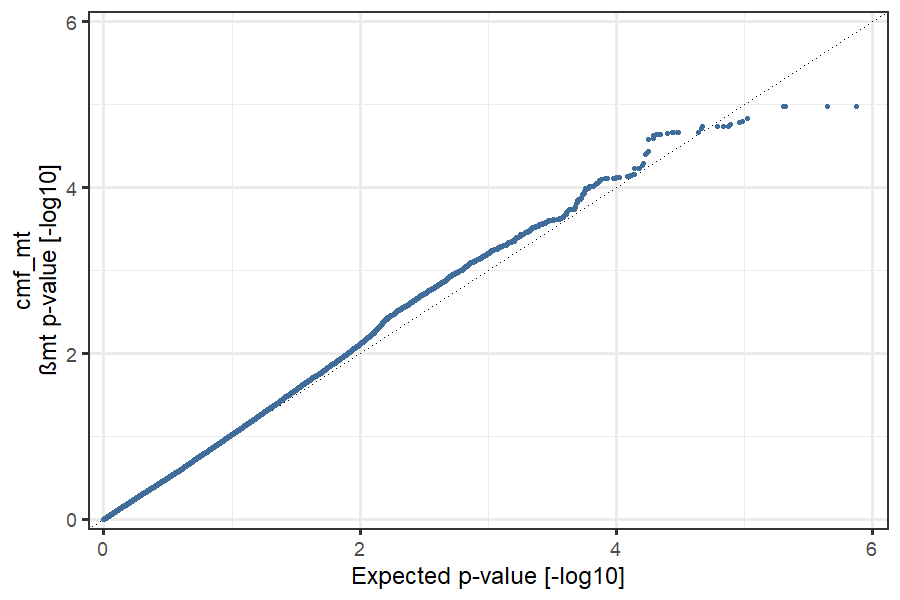 6
4
2
0
cmf_mt
ßmt p-value [-log10]
0 2 4 6
Expected p-value [-log10]